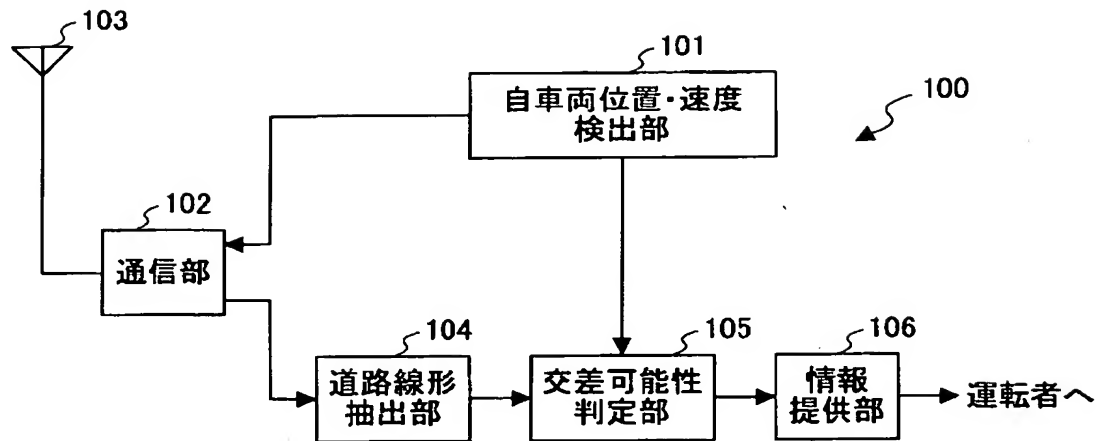 103
101
自車両位置・速度
検出部
100
102
通信部
104
道路線形
抽出部
105
交差可能性
判定部
106
情報
提供部
運転者へ